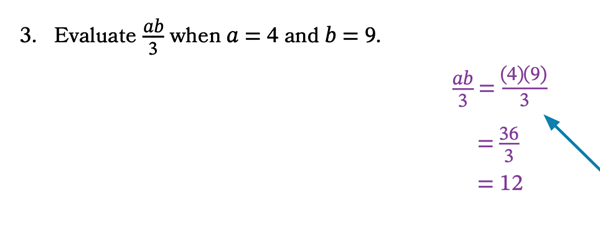 3. Evaluate ab/3 when a = 4 and b = 9.
ab/3 = (4)(9)/3
= 36/3
= 12